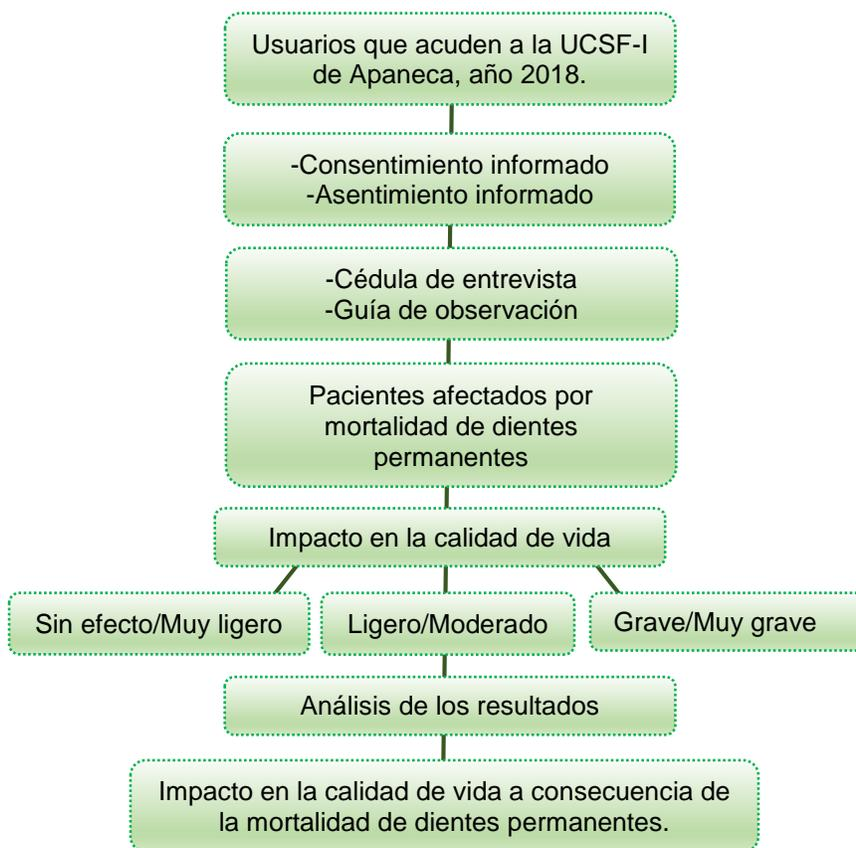 Usuarios que acuden a la UCSF-I
de Apaneca, año 2018.
-Consentimiento informado
-Asentimiento informado
-Cédula de entrevista
-Guía de observación
Pacientes afectados por
mortalidad de dientes
permanentes
Impacto en la calidad de vida
Sin efecto/Muy ligero
Ligero/Moderado
Grave/Muy grave
Análisis de los resultados
Impacto en la calidad de vida a consecuencia de
la mortalidad de dientes permanentes.